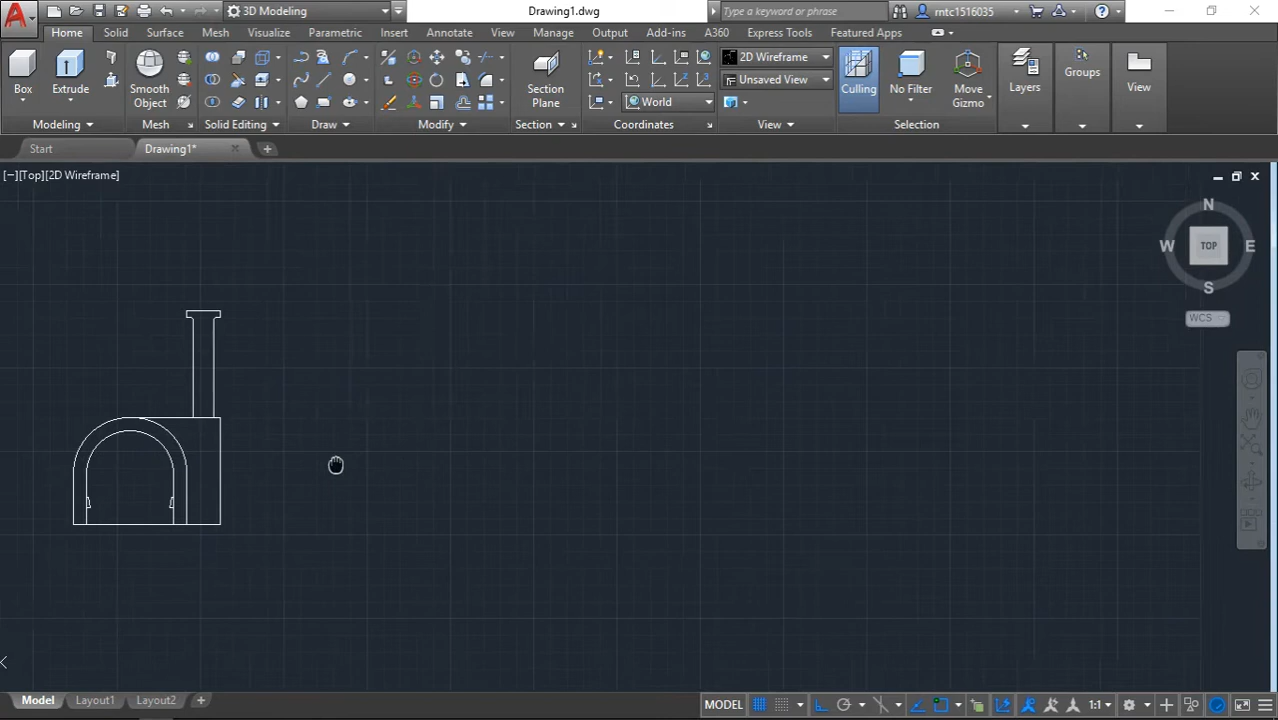 3D Modeling
Drawing1.dwg
Type a keyword or phrase
rntc1516035
Home Solid Surface Mesh Visualize Parametric Insert Annotate View Manage Output Add-ins A360 Express Tools Featured Apps
Box
Extrude
Smooth
Object
Section
Plane
World
2D Wireframe
Unsaved View
Culling
No Filter
Move
Gizmo
Layers
Groups
View
Modeling Mesh Solid Editing Draw Modify Section Coordinates View Selection
Start Drawing1*
[−][Top][2D Wireframe]
N
W TOP E
S
WCS
Model Layout1 Layout2
MODEL 1:1